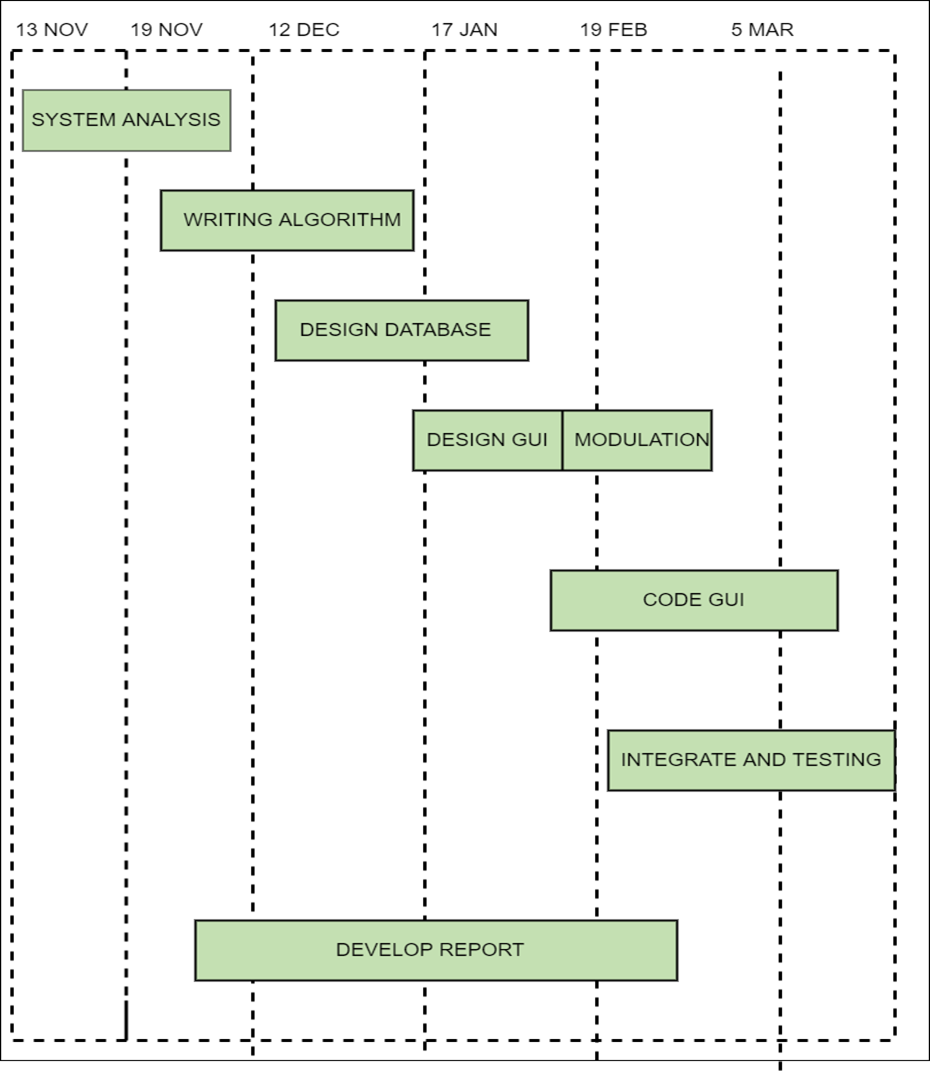 13 NOV
19 NOV
12 DEC
17 JAN
19 FEB
5 MAR
SYSTEM ANALYSIS
WRITING ALGORITHM
DESIGN DATABASE
DESIGN GUI
MODULATION
CODE GUI
INTEGRATE AND TESTING
DEVELOP REPORT